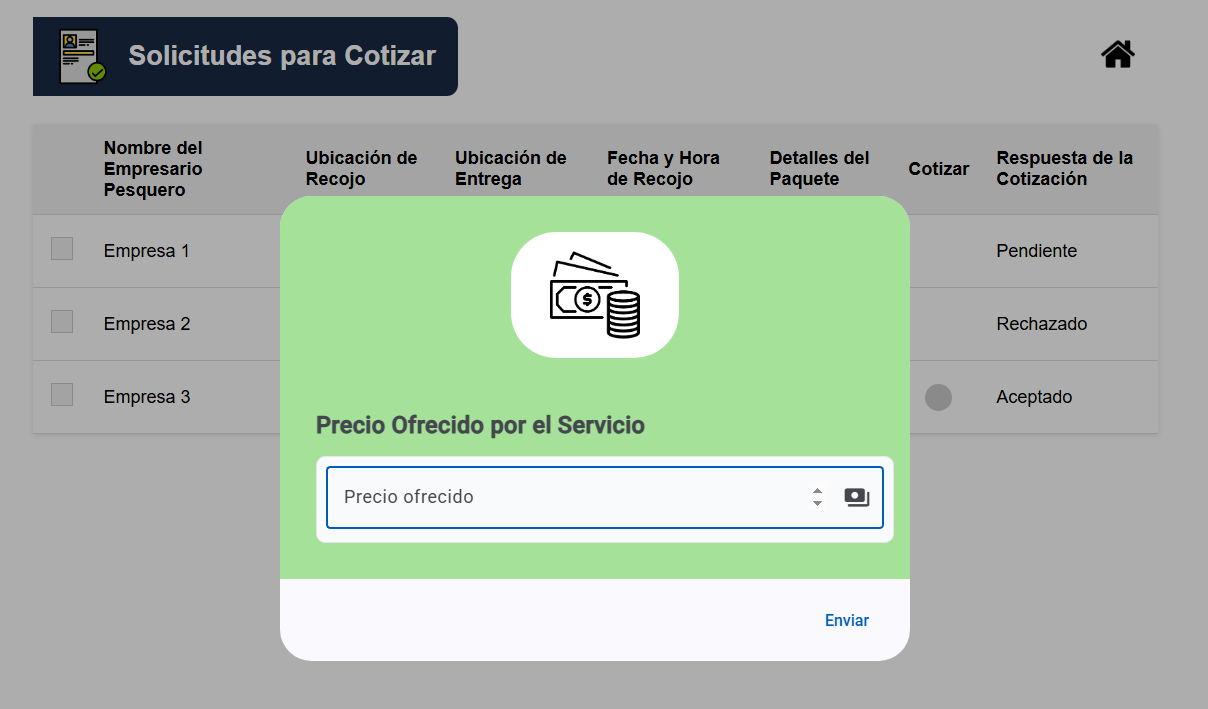 Solicitudes para Cotizar
Nombre del
Empresario
Pesquero
Ubicación de
Recojo
Ubicación de
Entrega
Fecha y Hora
de Recojo
Detalles del
Paquete
Cotizar
Respuesta de la
Cotización
Empresa 1
Pendiente
Empresa 2
Rechazado
Empresa 3
Aceptado
$
Precio Ofrecido por el Servicio
Precio ofrecido
Enviar